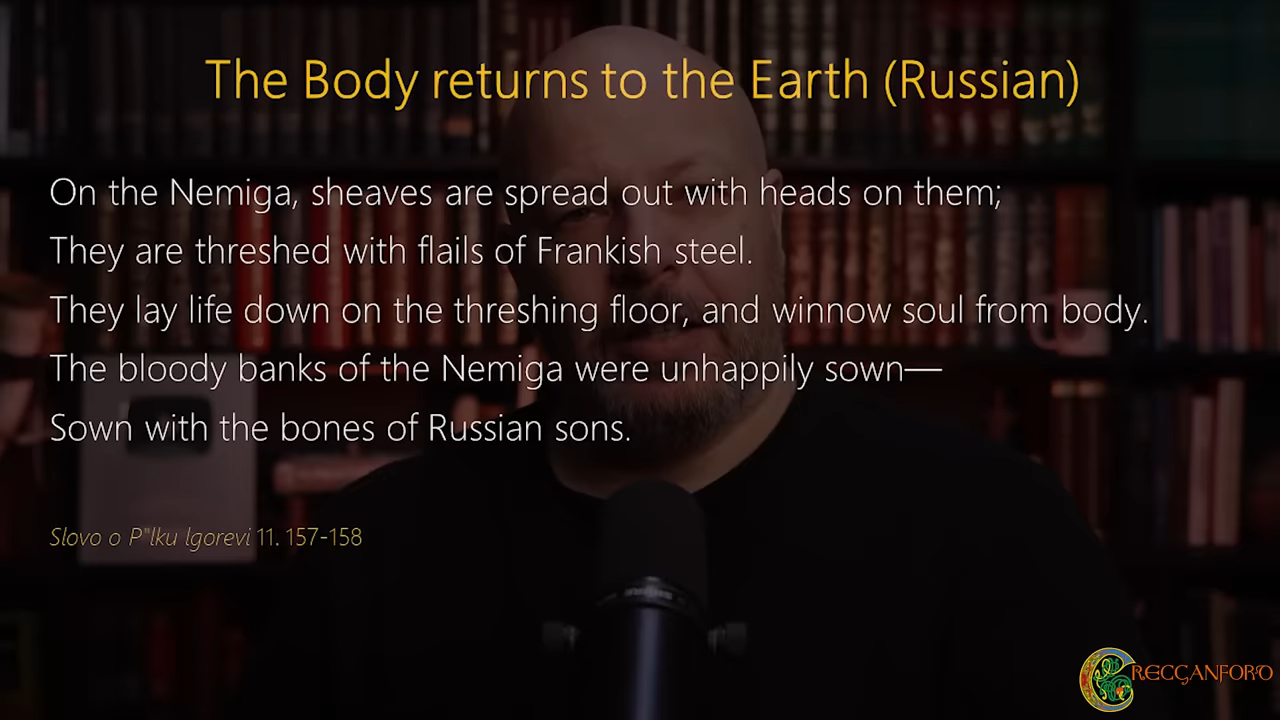 The Body returns to the Earth (Russian)
On the Nemiga, sheaves are spread out with heads on them;
They are threshed with flails of Frankish steel.
They lay life down on the threshing floor, and winnow soul from body.
The bloody banks of the Nemiga were unhappily sown—
Sown with the bones of Russian sons.
Slovo o P"lku Igorevi 11. 157-158
CRECGANFORD